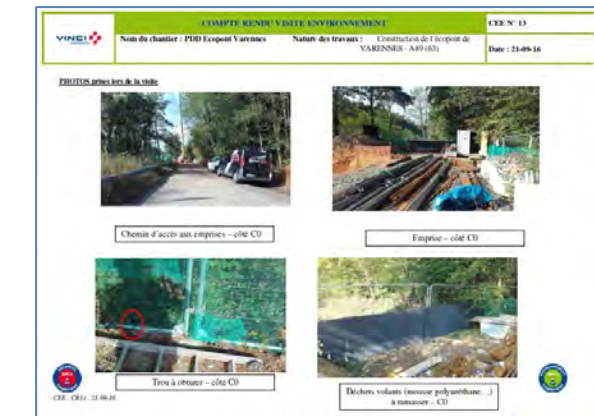 VINCI
COMPTE RENDU VISITE ENVIRONNEMENT
CEE N° 13
Nom du chantier : PDD Ecopont Varennes
Nature des travaux : Construction de l'écopont de
VARENNES - A89 (63)
Date : 21-09-16
PHOTOS prises lors de la visite
Chemin d'accès aux emprises – côté C0
Emprise – côté C0
Trou à obturer – côté C0
Déchets volants (mousse polyuréthane…)
à ramasser – C0
CEE : CR13 : 21-09-16